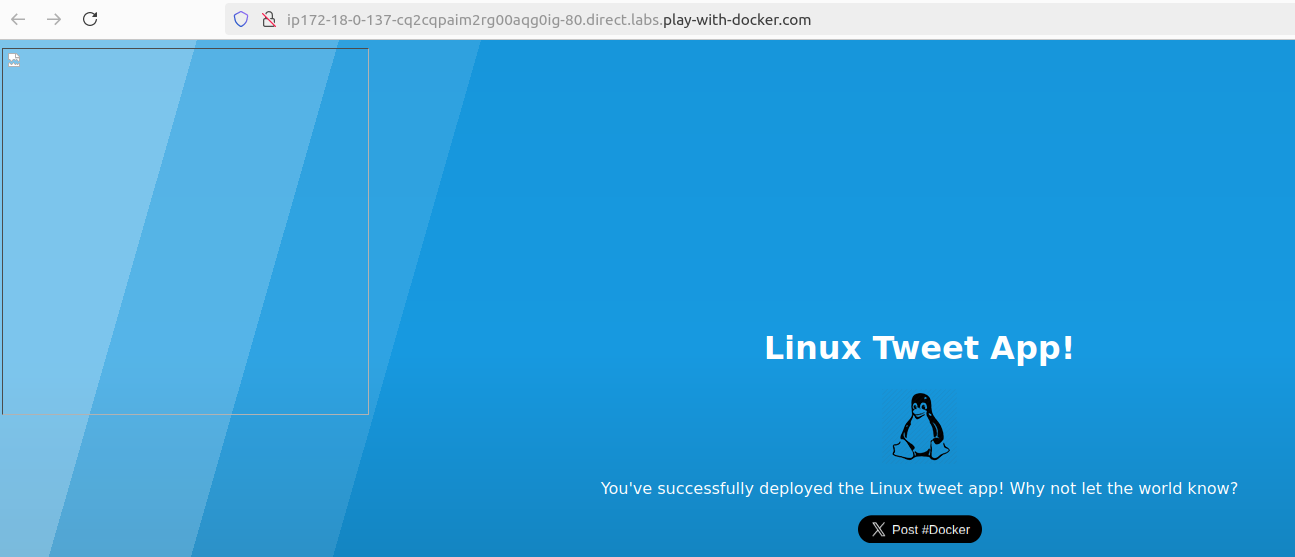 ip172-18-0-137-cq2cqpaim2rg00aqg0ig-80.direct.labs.play-with-docker.com
Linux Tweet App!
You've successfully deployed the Linux tweet app! Why not let the world know?
Post #Docker